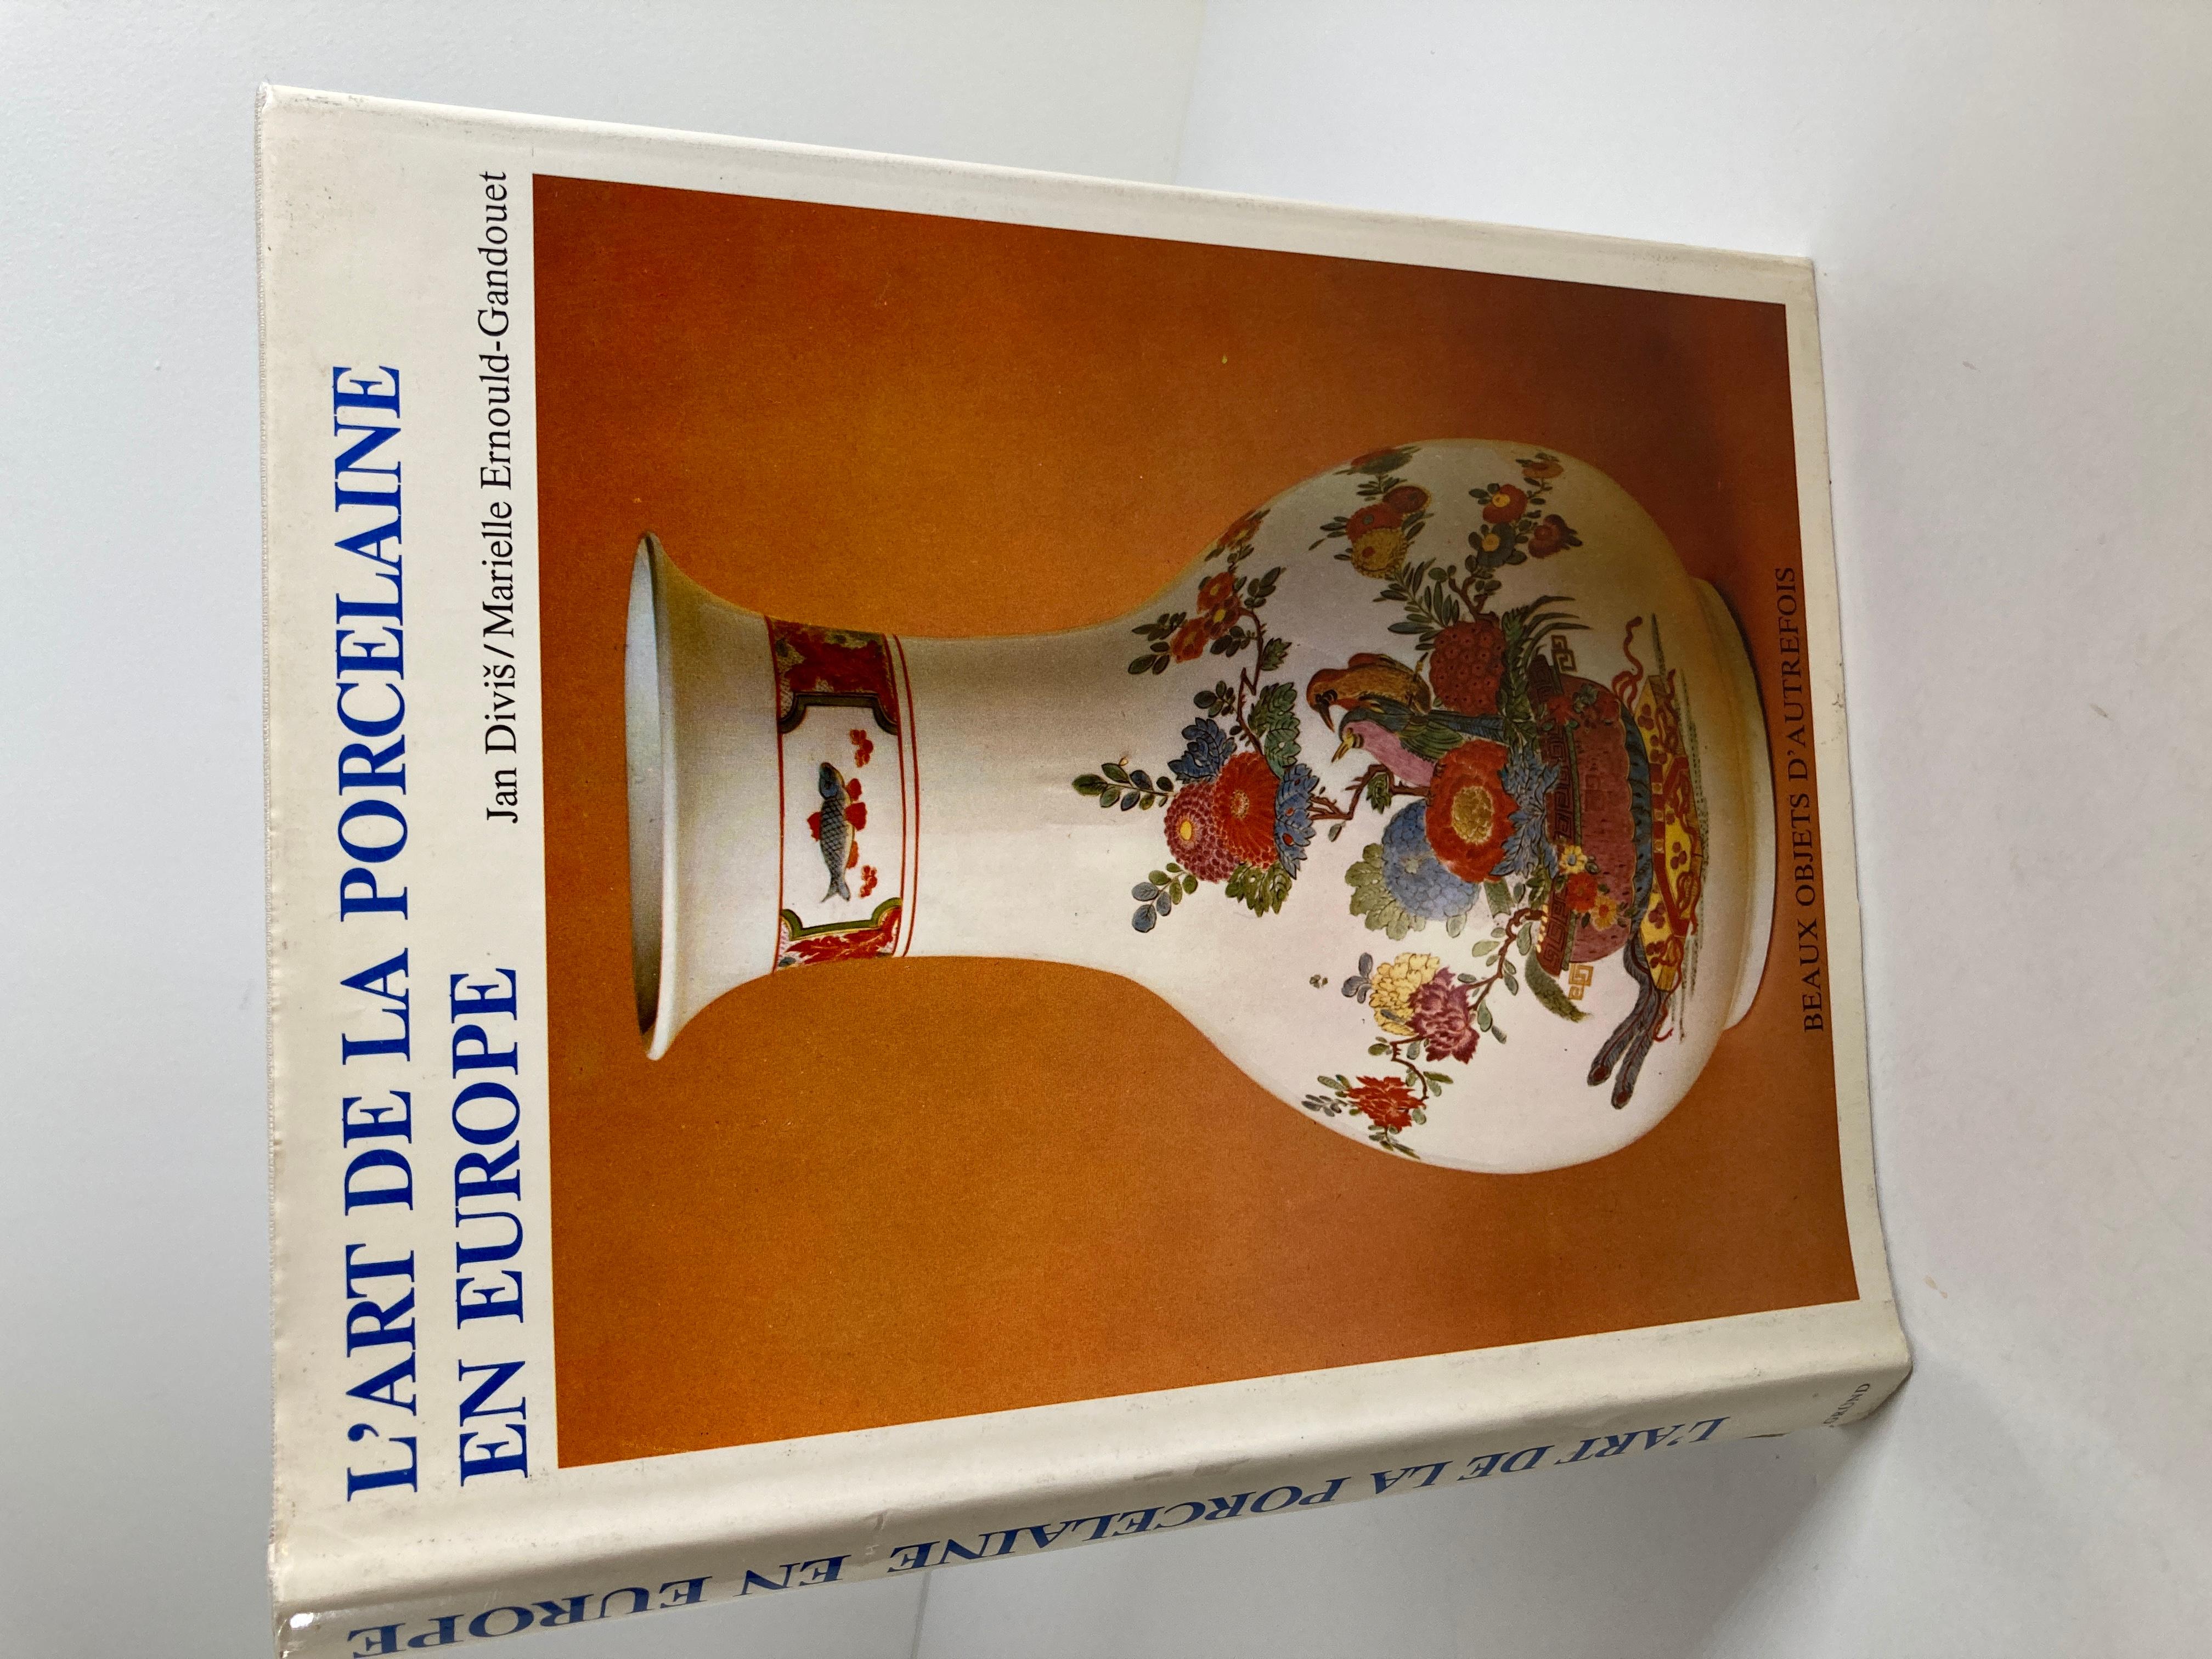 L'ART DE LA PORCELAINE
EN EUROPE
Jan Diviš/Marielle Ernould-Gandouet
BEAUX OBJETS D'AUTREFOIS
L'ART DE LA PORCELAINE EN EUROPE
GRÜND